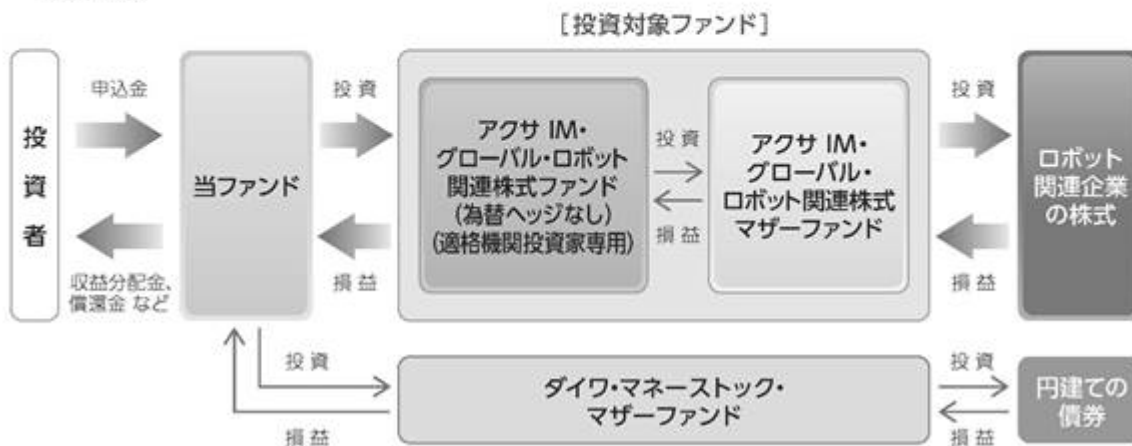 [投資対象ファンド]
投資者
申込金
収益分配金、
償還金 など
当ファンド
投資
損益
アクサ IM・
グローバル・ロボット
関連株式ファンド
(為替ヘッジなし)
(適格機関投資家専用)
投資
損益
アクサ IM・
グローバル・
ロボット関連株式
マザーファンド
投資
損益
ロボット
関連企業
の株式
投資
損益
ダイワ・マネーストック・
マザーファンド
投資
損益
円建ての
債券